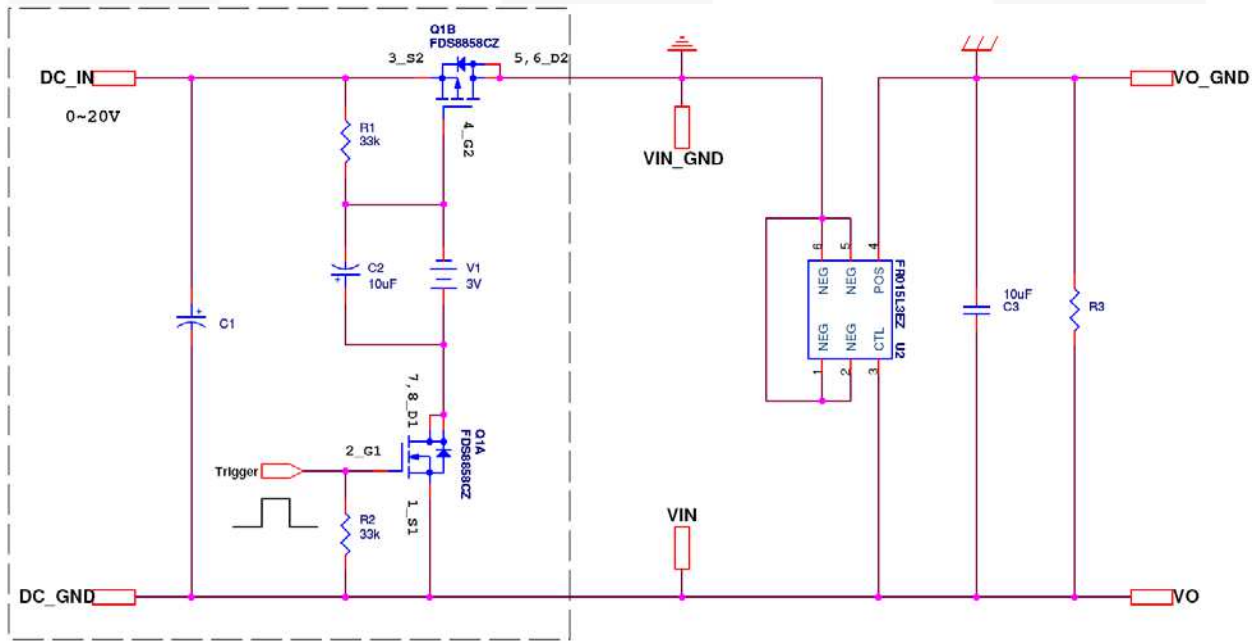 Q1B
FDS8858CZ
3_S2
5,6_D2
DC_IN
0~20V
R1
33k
4_G2
VIN_GND
VO_GND
C2
10uF
V1
3V
C1
6
5
4
NEG
NEG
POS
NEG
NEG
CTL
1
2
3
FR015L3EZ
U2
10uF
C3
R3
7,8_D1
Q1A
FDS8858CZ
2_G1
Trigger
1_S1
R2
33k
VIN
DC_GND
VO